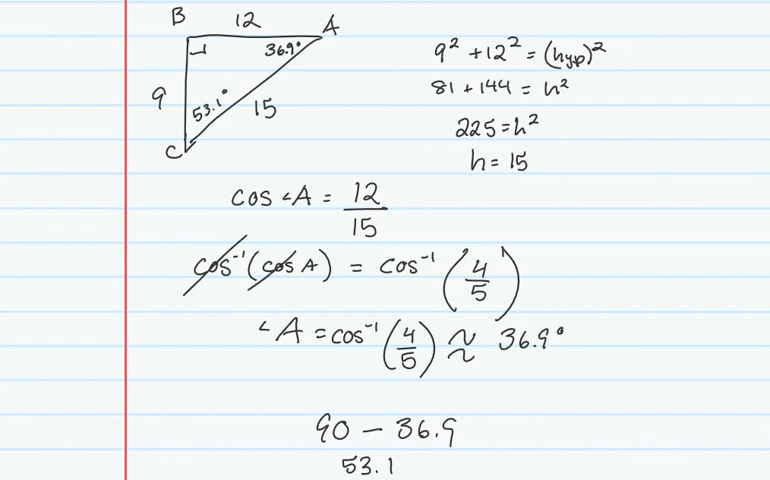 B 12 A
36.9°
9² + 12² = (hyp)²
9 53.1° 15
81 + 144 = h²
C
225 = h²
h = 15
cos ∠A = 12/15
cos⁻¹(cos A) = cos⁻¹(4/5)
∠A = cos⁻¹(4/5) ≈ 36.9°
90 − 36.9
53.1